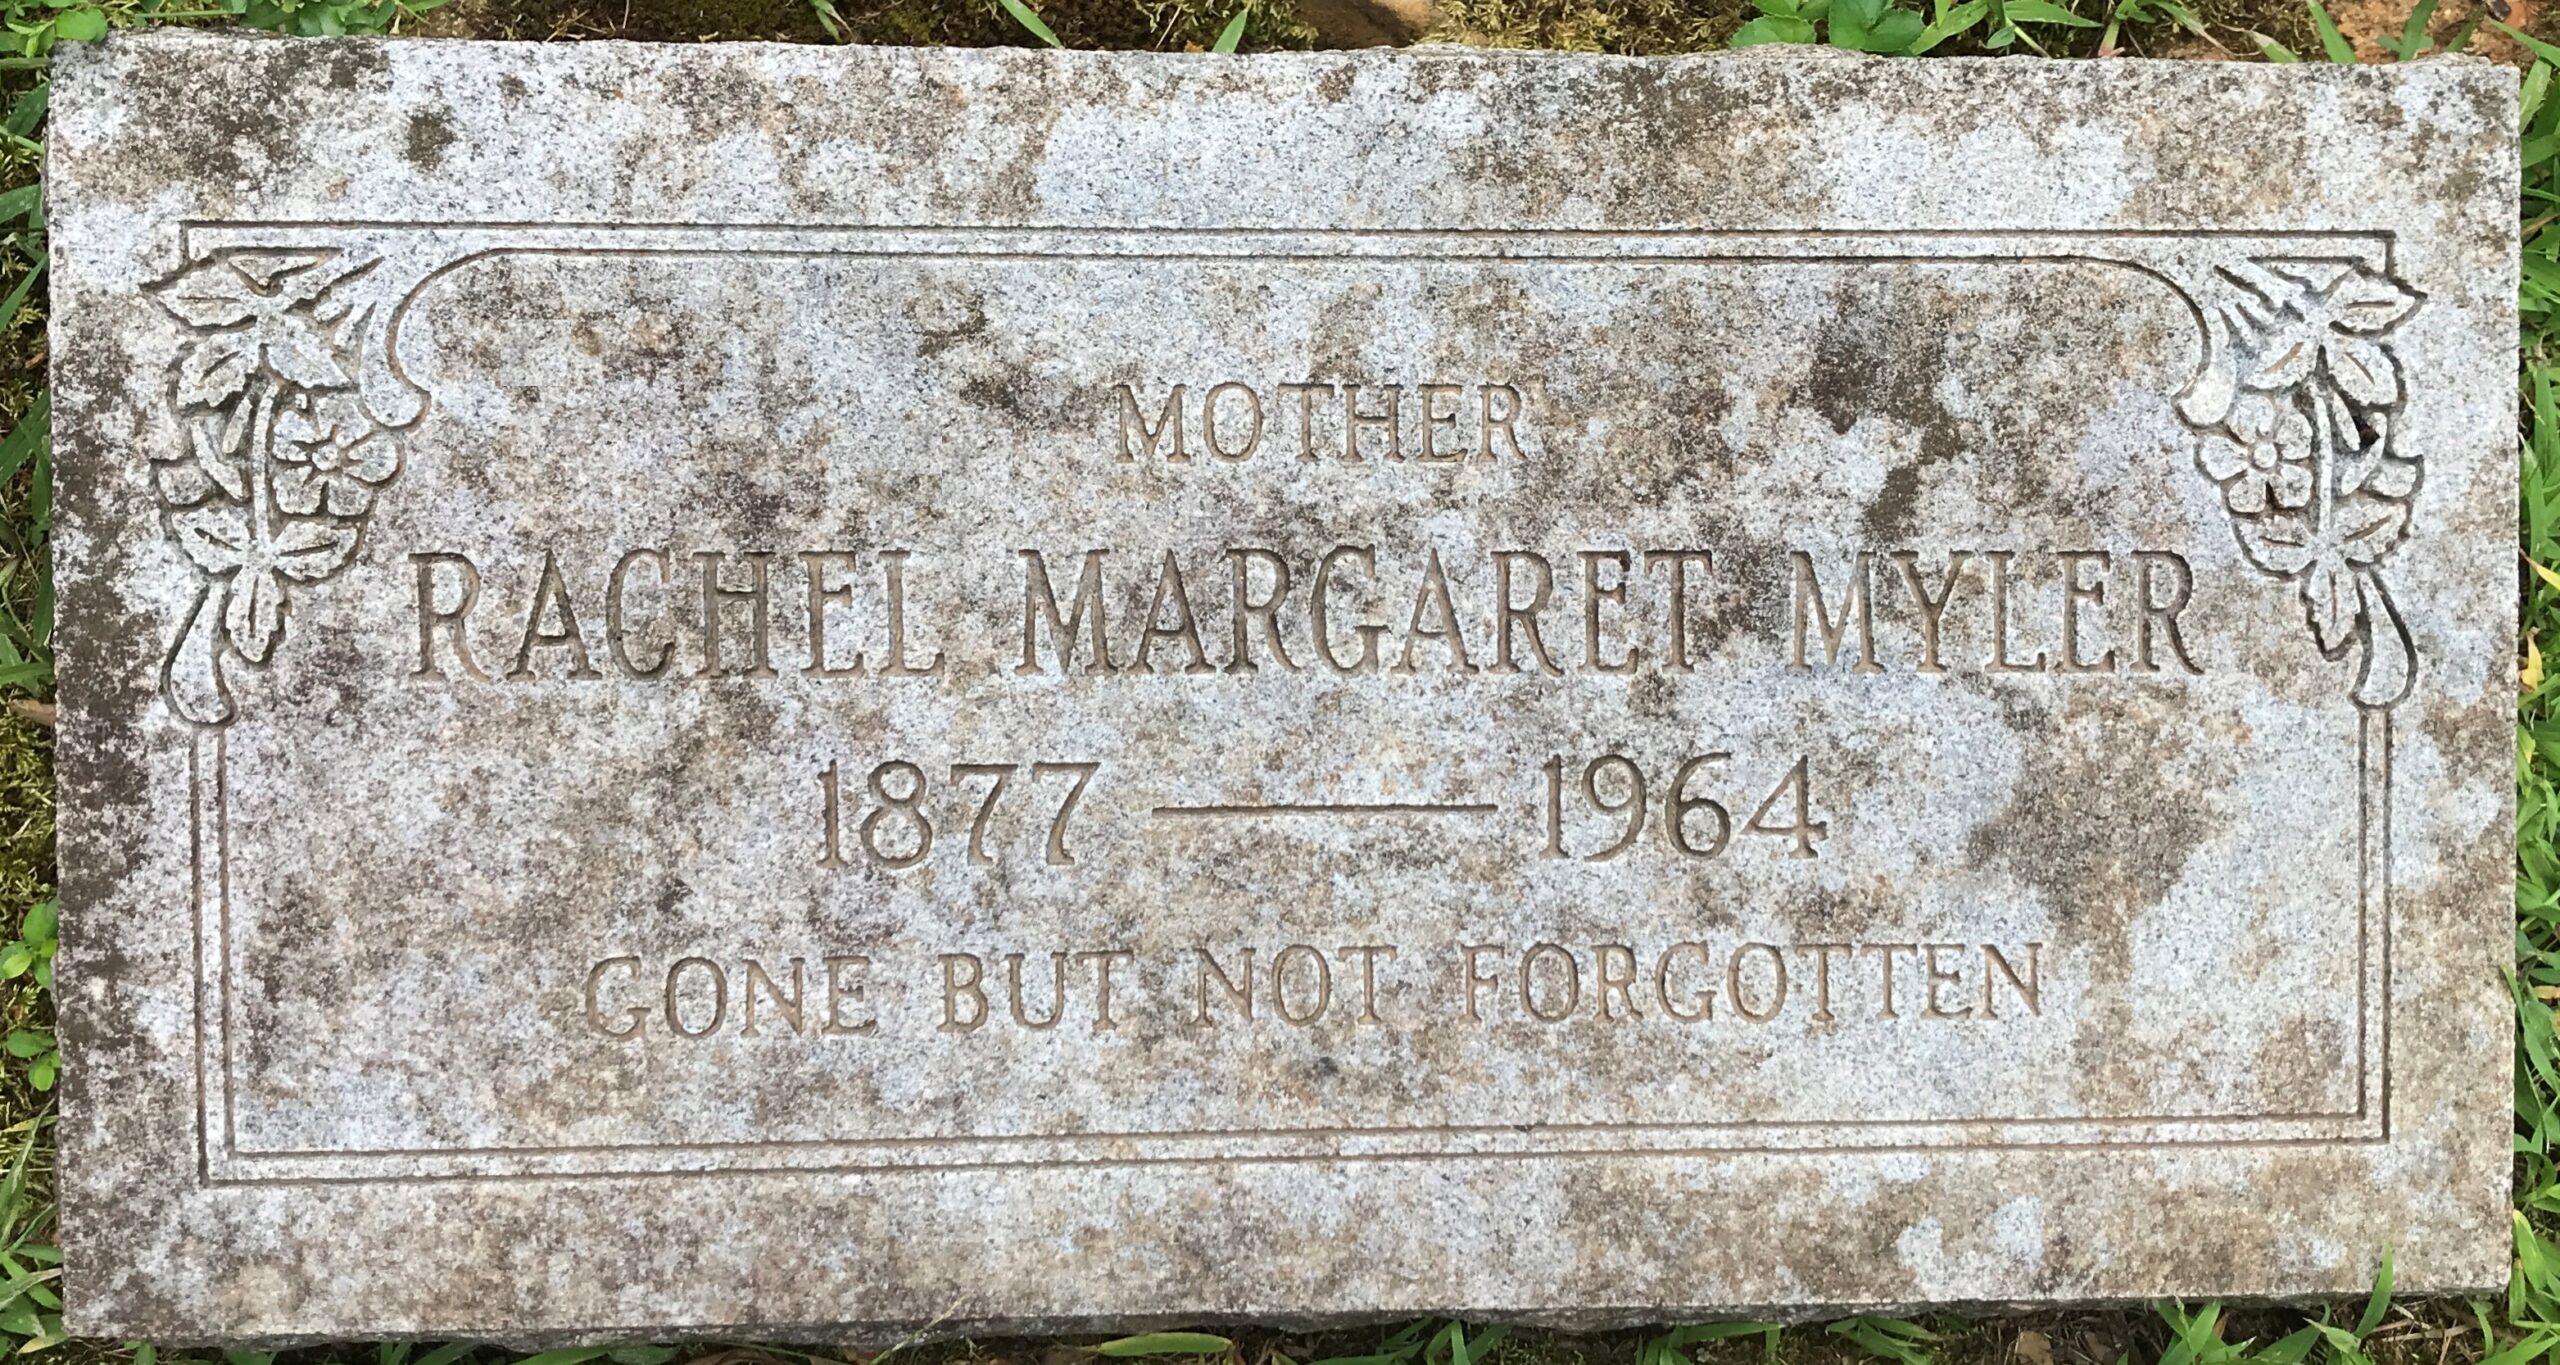 MOTHER
RACHEL MARGARET MYLER
1877 — 1964
GONE BUT NOT FORGOTTEN